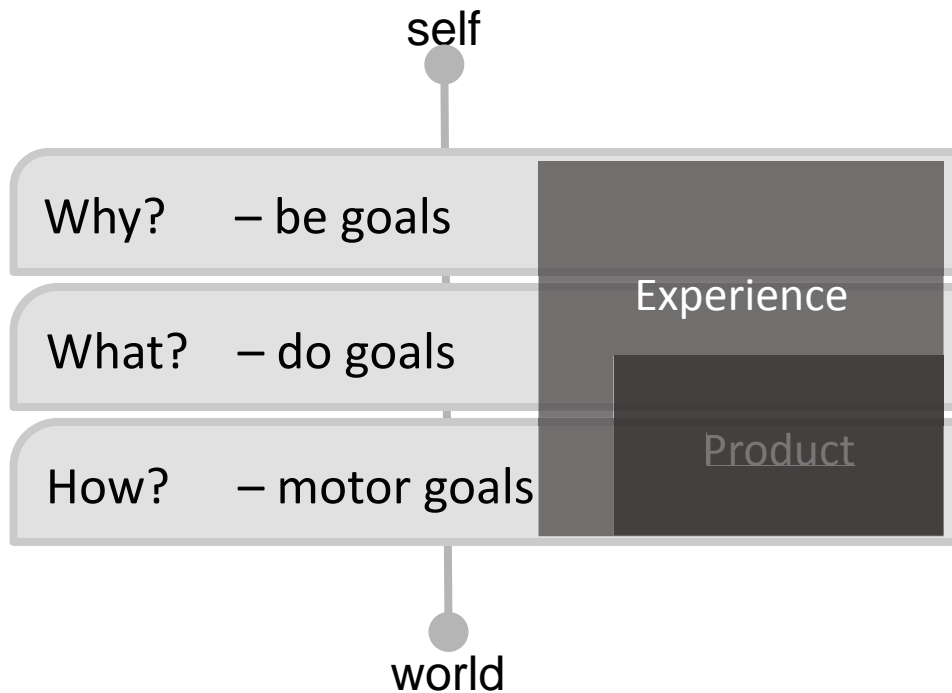 self
Why? – be goals
Experience
What? – do goals
Product
How? – motor goals
world